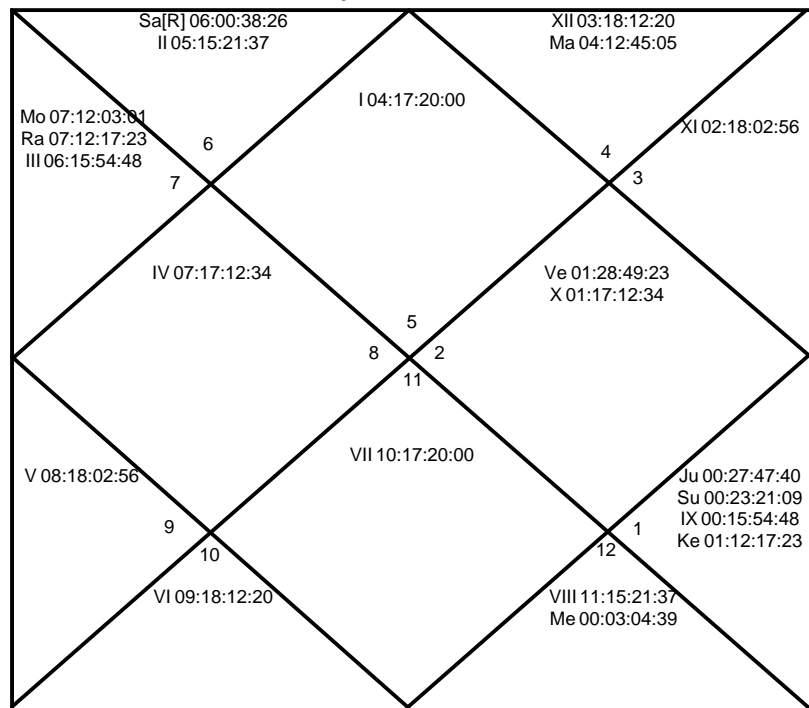 Sa[R] 06:00:38:26
II 05:15:21:37
XII 03:18:12:20
Ma 04:12:45:05
I 04:17:20:00
Mo 07:12:03:01
Ra 07:12:17:23
III 06:15:54:48
XI 02:18:02:56
6
7
4
3
IV 07:17:12:34
Ve 01:28:49:23
X 01:17:12:34
5
8
2
11
VII 10:17:20:00
V 08:18:02:56
Ju 00:27:47:40
Su 00:23:21:09
IX 00:15:54:48
Ke 01:12:17:23
9
10
12
1
VI 09:18:12:20
VIII 11:15:21:37
Me 00:03:04:39